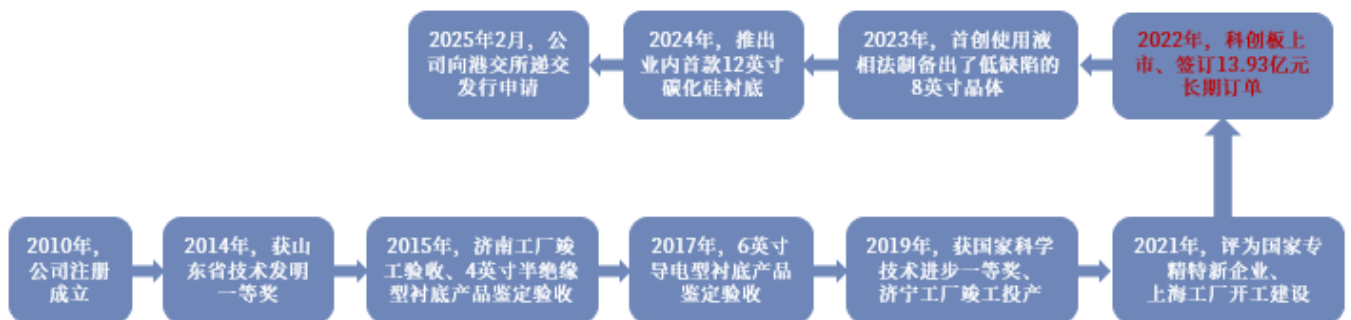 2010年，
公司注册
成立
2014年，获山
东省技术发明
一等奖
2015年，济南工厂竣
工验收、4英寸半绝缘
型衬底产品鉴定验收
2017年，6英寸
导电型衬底产品
鉴定验收
2019年，获国家科学
技术进步一等奖、
济宁工厂竣工投产
2021年，评为国家专
精特新企业、
上海工厂开工建设
2022年，科创板上
市、签订13.93亿元
长期订单
2023年，首创使用液
相法制备出了低缺陷的
8英寸晶体
2024年，推出
业内首款12英寸
碳化硅衬底
2025年2月，公
司向港交所递交
发行申请